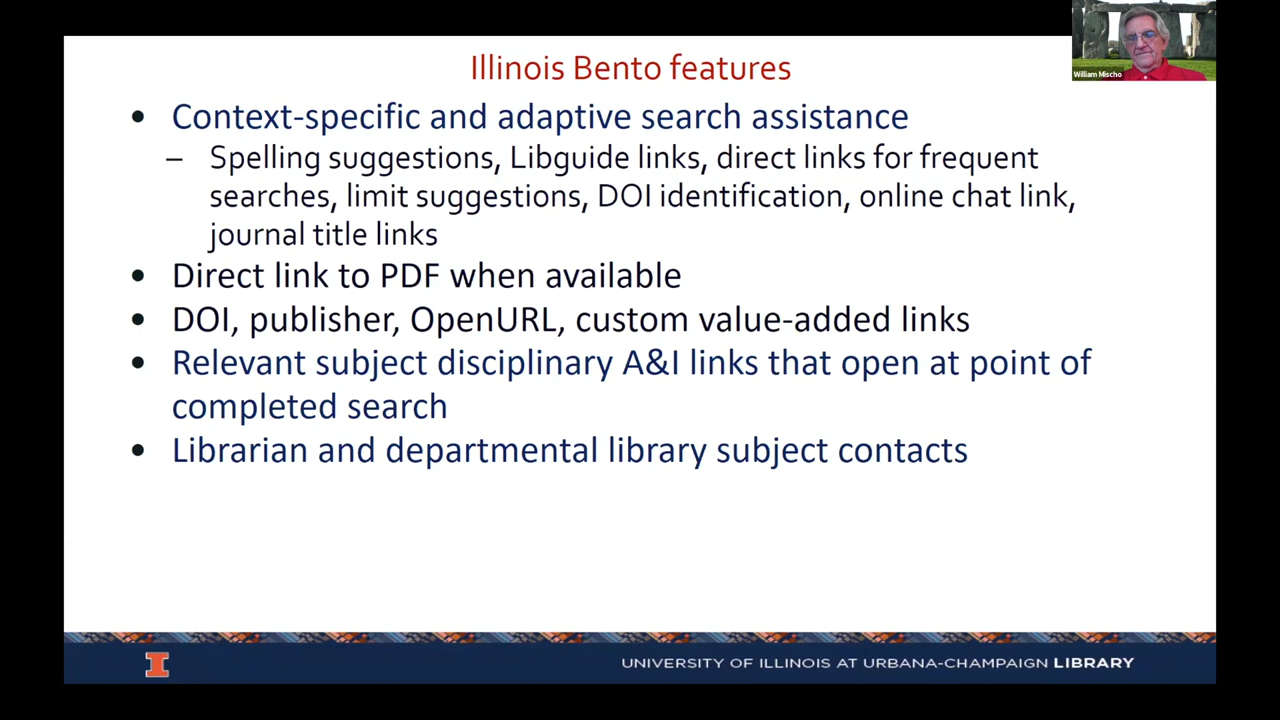 William Mischo
Illinois Bento features
• Context-specific and adaptive search assistance
– Spelling suggestions, Libguide links, direct links for frequent
searches, limit suggestions, DOI identification, online chat link,
journal title links
• Direct link to PDF when available
• DOI, publisher, OpenURL, custom value-added links
• Relevant subject disciplinary A&I links that open at point of
completed search
• Librarian and departmental library subject contacts
I
UNIVERSITY OF ILLINOIS AT URBANA-CHAMPAIGN LIBRARY